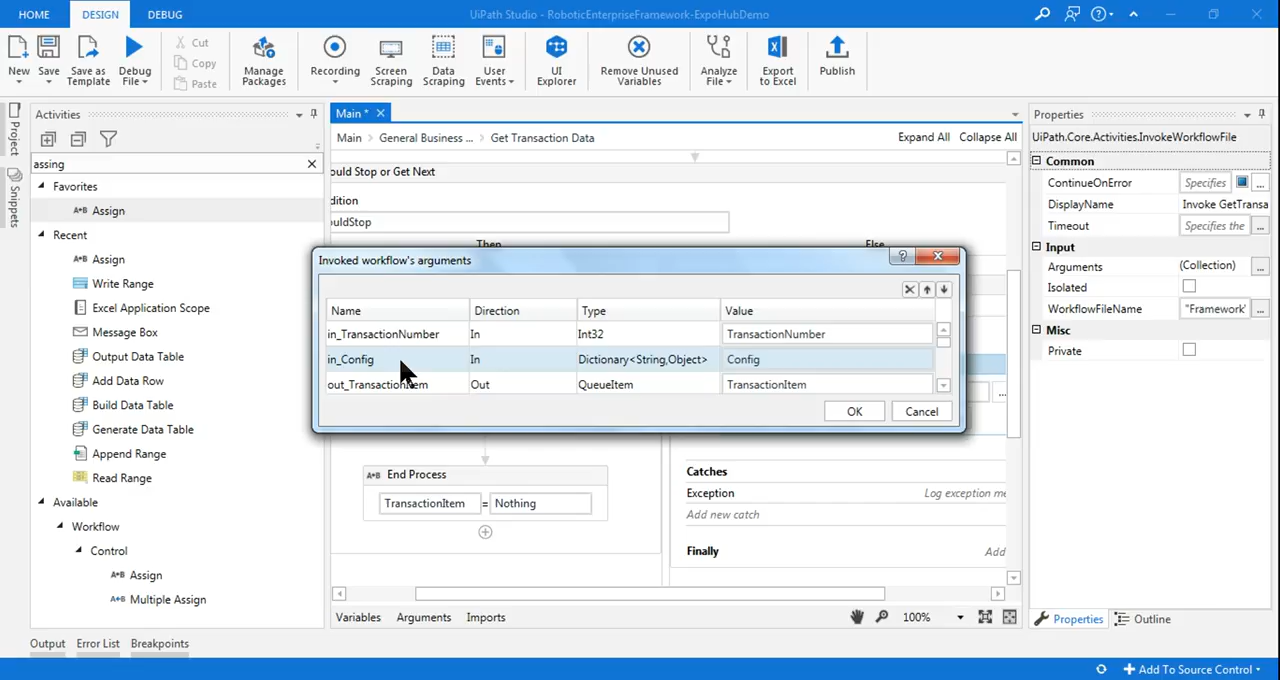 HOME DESIGN DEBUG UiPath Studio - RoboticEnterpriseFramework-ExpoHubDemo
New Save Save as Template Debug File Cut Copy Paste Manage Packages Recording Screen Scraping Data Scraping User Events UI Explorer Remove Unused Variables Analyze File Export to Excel Publish
Project
Snippets
Activities
assing
Favorites
Assign
Recent
Assign
Write Range
Excel Application Scope
Message Box
Output Data Table
Add Data Row
Build Data Table
Generate Data Table
Append Range
Read Range
Available
Workflow
Control
Assign
Multiple Assign
Main *
Main > General Business ... > Get Transaction Data Expand All Collapse All
ould Stop or Get Next
dition
ouldStop
Then Else
Invoked workflow's arguments
Name Direction Type Value
in_TransactionNumber In Int32 TransactionNumber
in_Config In Dictionary<String,Object> Config
out_TransactionItem Out QueueItem TransactionItem
OK Cancel
...
A*B End Process
TransactionItem = Nothing
Catches
Exception Log exception me
Add new catch
Finally Add
Variables Arguments Imports 100%
Properties
UiPath.Core.Activities.InvokeWorkflowFile
Common
ContinueOnError Specifies ...
DisplayName Invoke GetTransa
Timeout Specifies the ...
Input
Arguments (Collection) ...
Isolated
WorkflowFileName "Framework\ ...
Misc
Private
Properties Outline
Output Error List Breakpoints
Add To Source Control